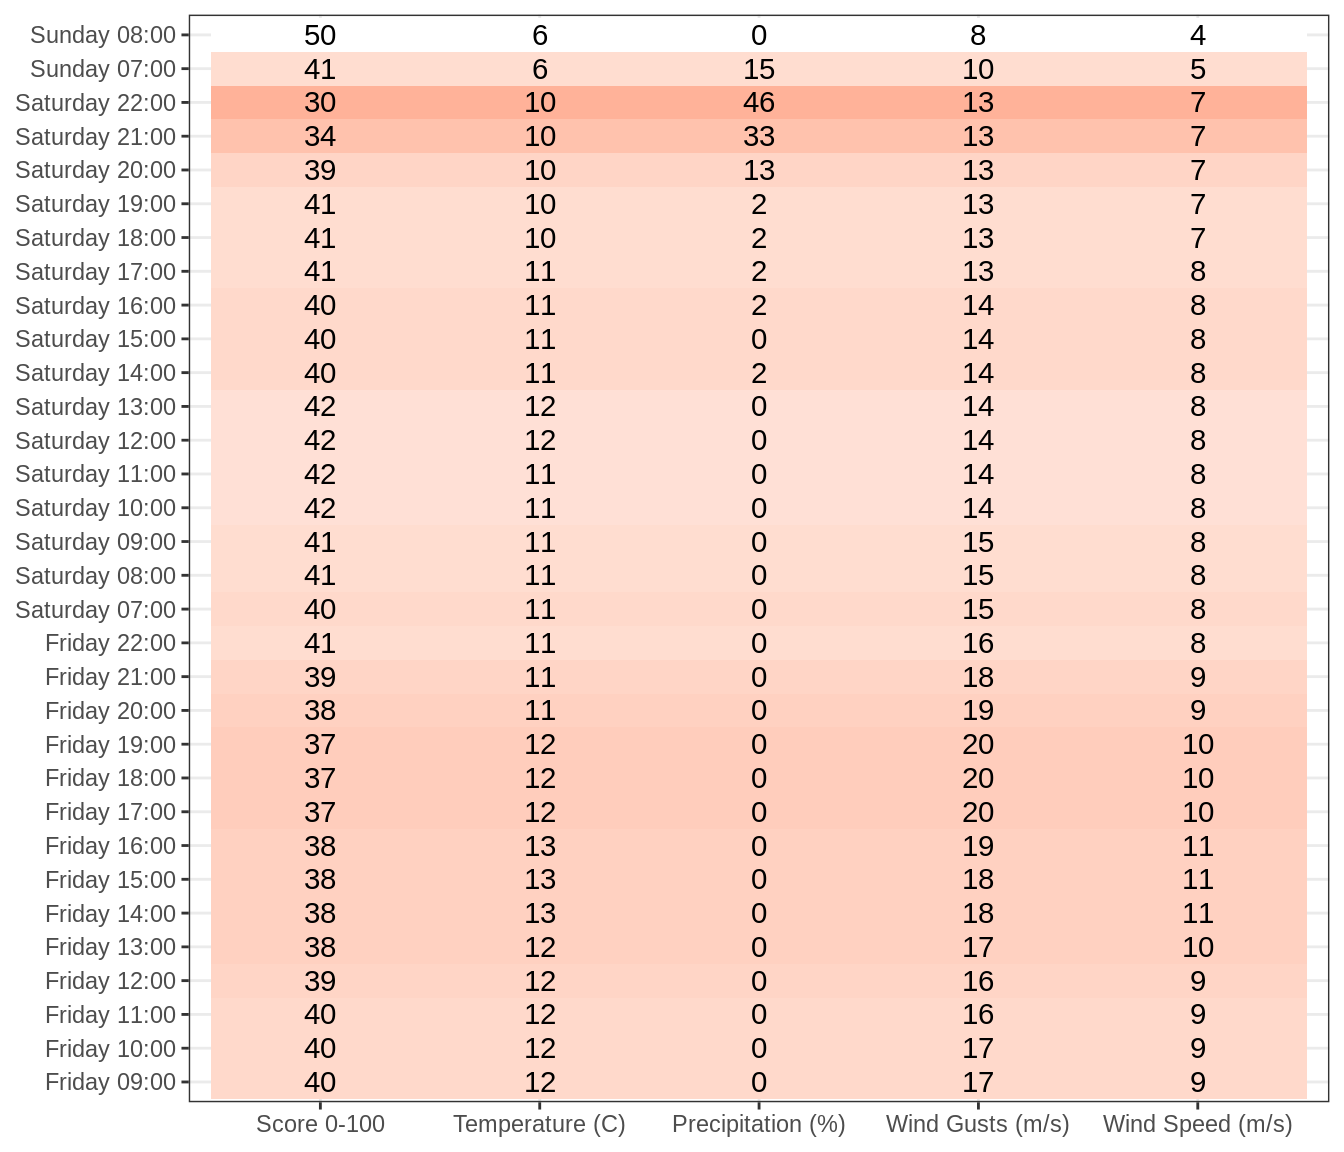 Sunday 08:00 50 6 0 8 4
Sunday 07:00 41 6 15 10 5
Saturday 22:00 30 10 46 13 7
Saturday 21:00 34 10 33 13 7
Saturday 20:00 39 10 13 13 7
Saturday 19:00 41 10 2 13 7
Saturday 18:00 41 10 2 13 7
Saturday 17:00 41 11 2 13 8
Saturday 16:00 40 11 2 14 8
Saturday 15:00 40 11 0 14 8
Saturday 14:00 40 11 2 14 8
Saturday 13:00 42 12 0 14 8
Saturday 12:00 42 12 0 14 8
Saturday 11:00 42 11 0 14 8
Saturday 10:00 42 11 0 14 8
Saturday 09:00 41 11 0 15 8
Saturday 08:00 41 11 0 15 8
Saturday 07:00 40 11 0 15 8
Friday 22:00 41 11 0 16 8
Friday 21:00 39 11 0 18 9
Friday 20:00 38 11 0 19 9
Friday 19:00 37 12 0 20 10
Friday 18:00 37 12 0 20 10
Friday 17:00 37 12 0 20 10
Friday 16:00 38 13 0 19 11
Friday 15:00 38 13 0 18 11
Friday 14:00 38 13 0 18 11
Friday 13:00 38 12 0 17 10
Friday 12:00 39 12 0 16 9
Friday 11:00 40 12 0 16 9
Friday 10:00 40 12 0 17 9
Friday 09:00 40 12 0 17 9
Score 0-100 Temperature (C) Precipitation (%) Wind Gusts (m/s) Wind Speed (m/s)